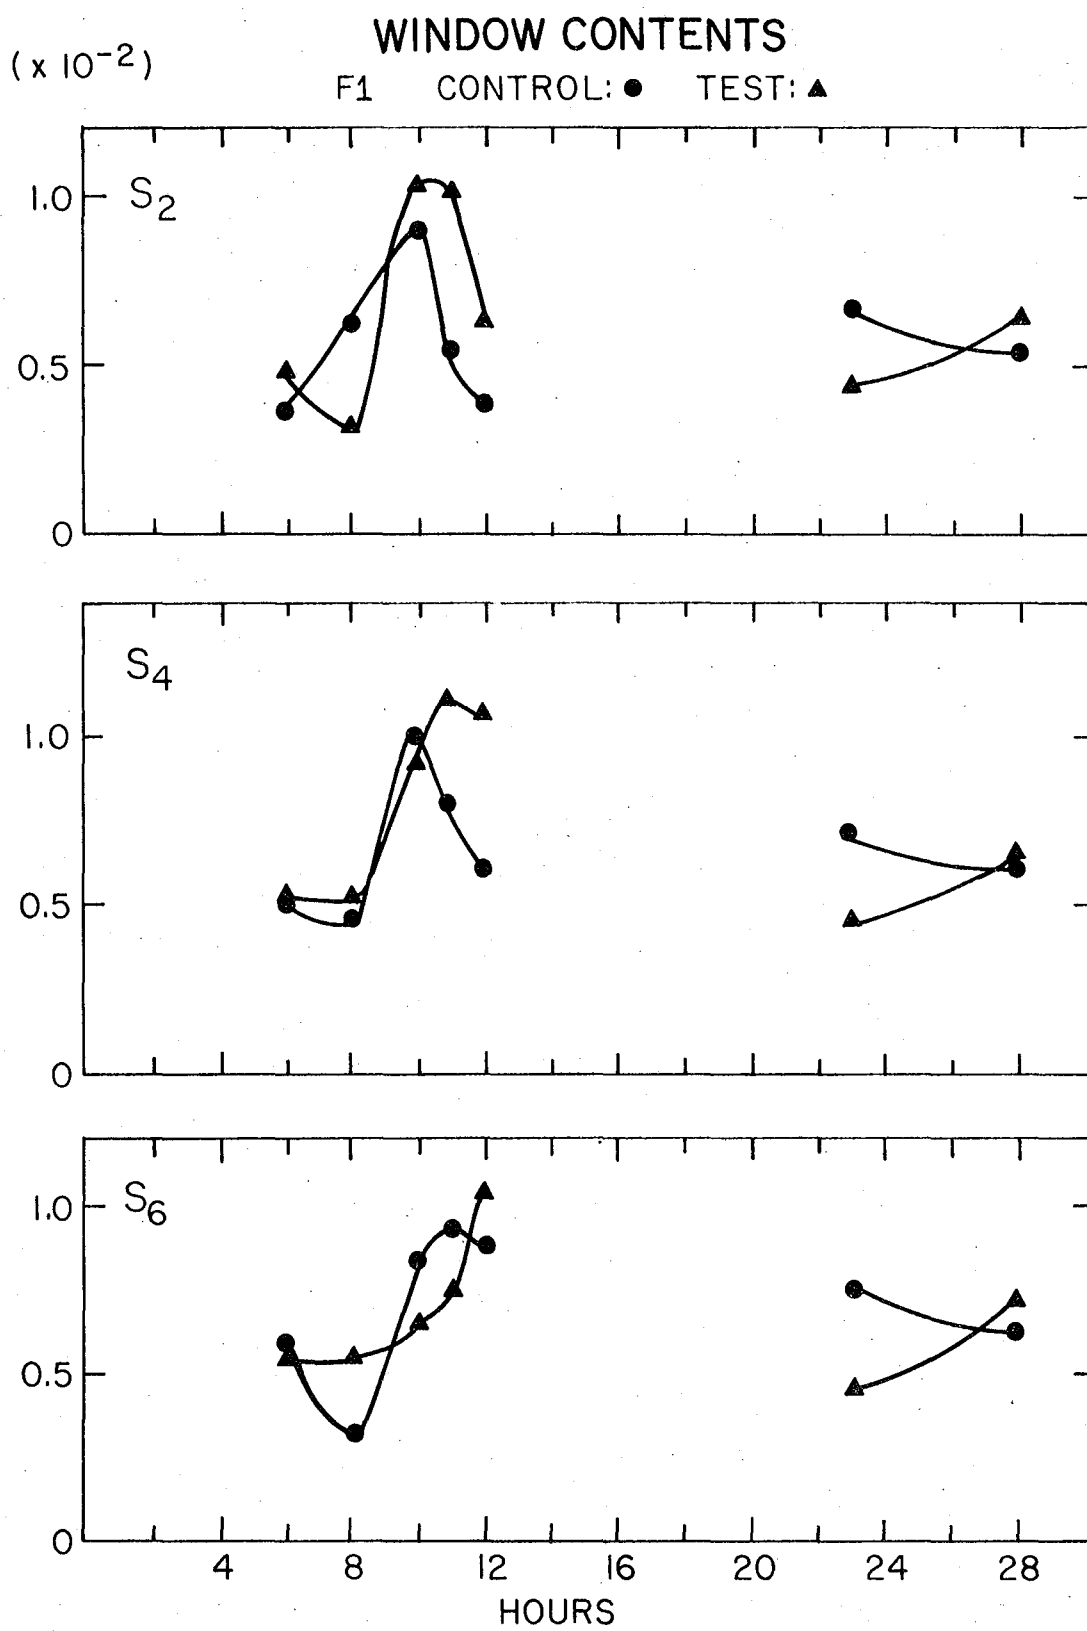 WINDOW CONTENTS
(x 10⁻²)
F1 CONTROL: ● TEST: ▲
S₂
1.0
0.5
0
S₄
1.0
0.5
0
S₆
1.0
0.5
0
4 8 12 16 20 24 28
HOURS